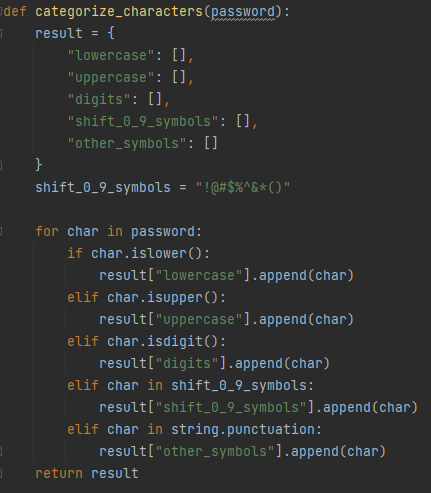 def categorize_characters(password):
    result = {
        "lowercase": [],
        "uppercase": [],
        "digits": [],
        "shift_0_9_symbols": [],
        "other_symbols": []
    }
    shift_0_9_symbols = "!@#$%^&*()"

    for char in password:
        if char.islower():
            result["lowercase"].append(char)
        elif char.isupper():
            result["uppercase"].append(char)
        elif char.isdigit():
            result["digits"].append(char)
        elif char in shift_0_9_symbols:
            result["shift_0_9_symbols"].append(char)
        elif char in string.punctuation:
            result["other_symbols"].append(char)
    return result